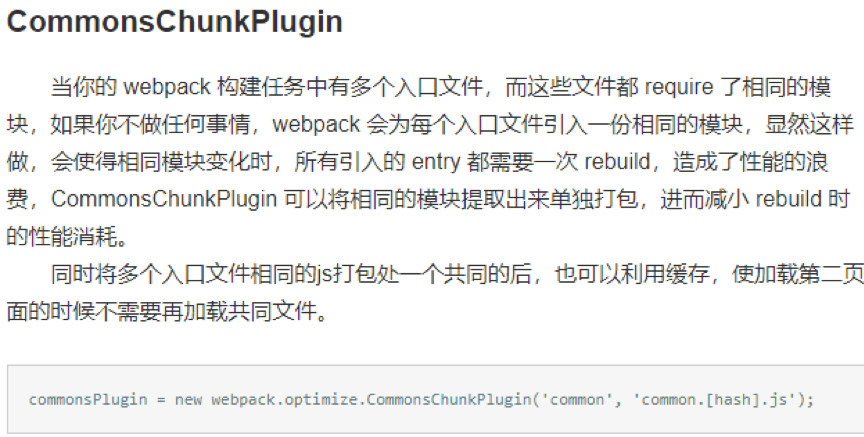 CommonsChunkPlugin
当你的 webpack 构建任务中有多个入口文件，而这些文件都 require 了相同的模
块，如果你不做任何事情，webpack 会为每个入口文件引入一份相同的模块，显然这样
做，会使得相同模块变化时，所有引入的 entry 都需要一次 rebuild，造成了性能的浪
费，CommonsChunkPlugin 可以将相同的模块提取出来单独打包，进而减小 rebuild 时
的性能消耗。
同时将多个入口文件相同的js打包处一个共同的后，也可以利用缓存，使加载第二页
面的时候不需要再加载共同文件。
commonsPlugin = new webpack.optimize.CommonsChunkPlugin('common', 'common.[hash].js');